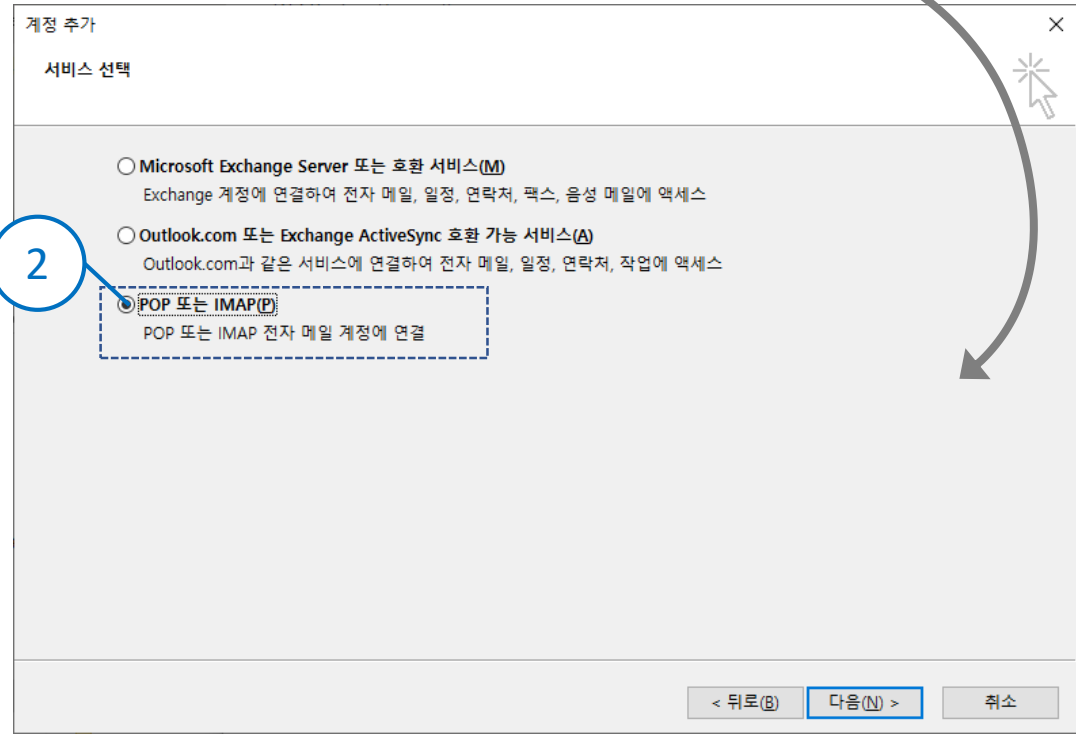 계정 추가
서비스 선택
Microsoft Exchange Server 또는 호환 서비스(M)
Exchange 계정에 연결하여 전자 메일, 일정, 연락처, 팩스, 음성 메일에 액세스
Outlook.com 또는 Exchange ActiveSync 호환 가능 서비스(A)
Outlook.com과 같은 서비스에 연결하여 전자 메일, 일정, 연락처, 작업에 액세스
2
POP 또는 IMAP(P)
POP 또는 IMAP 전자 메일 계정에 연결
< 뒤로(B) 다음(N) > 취소